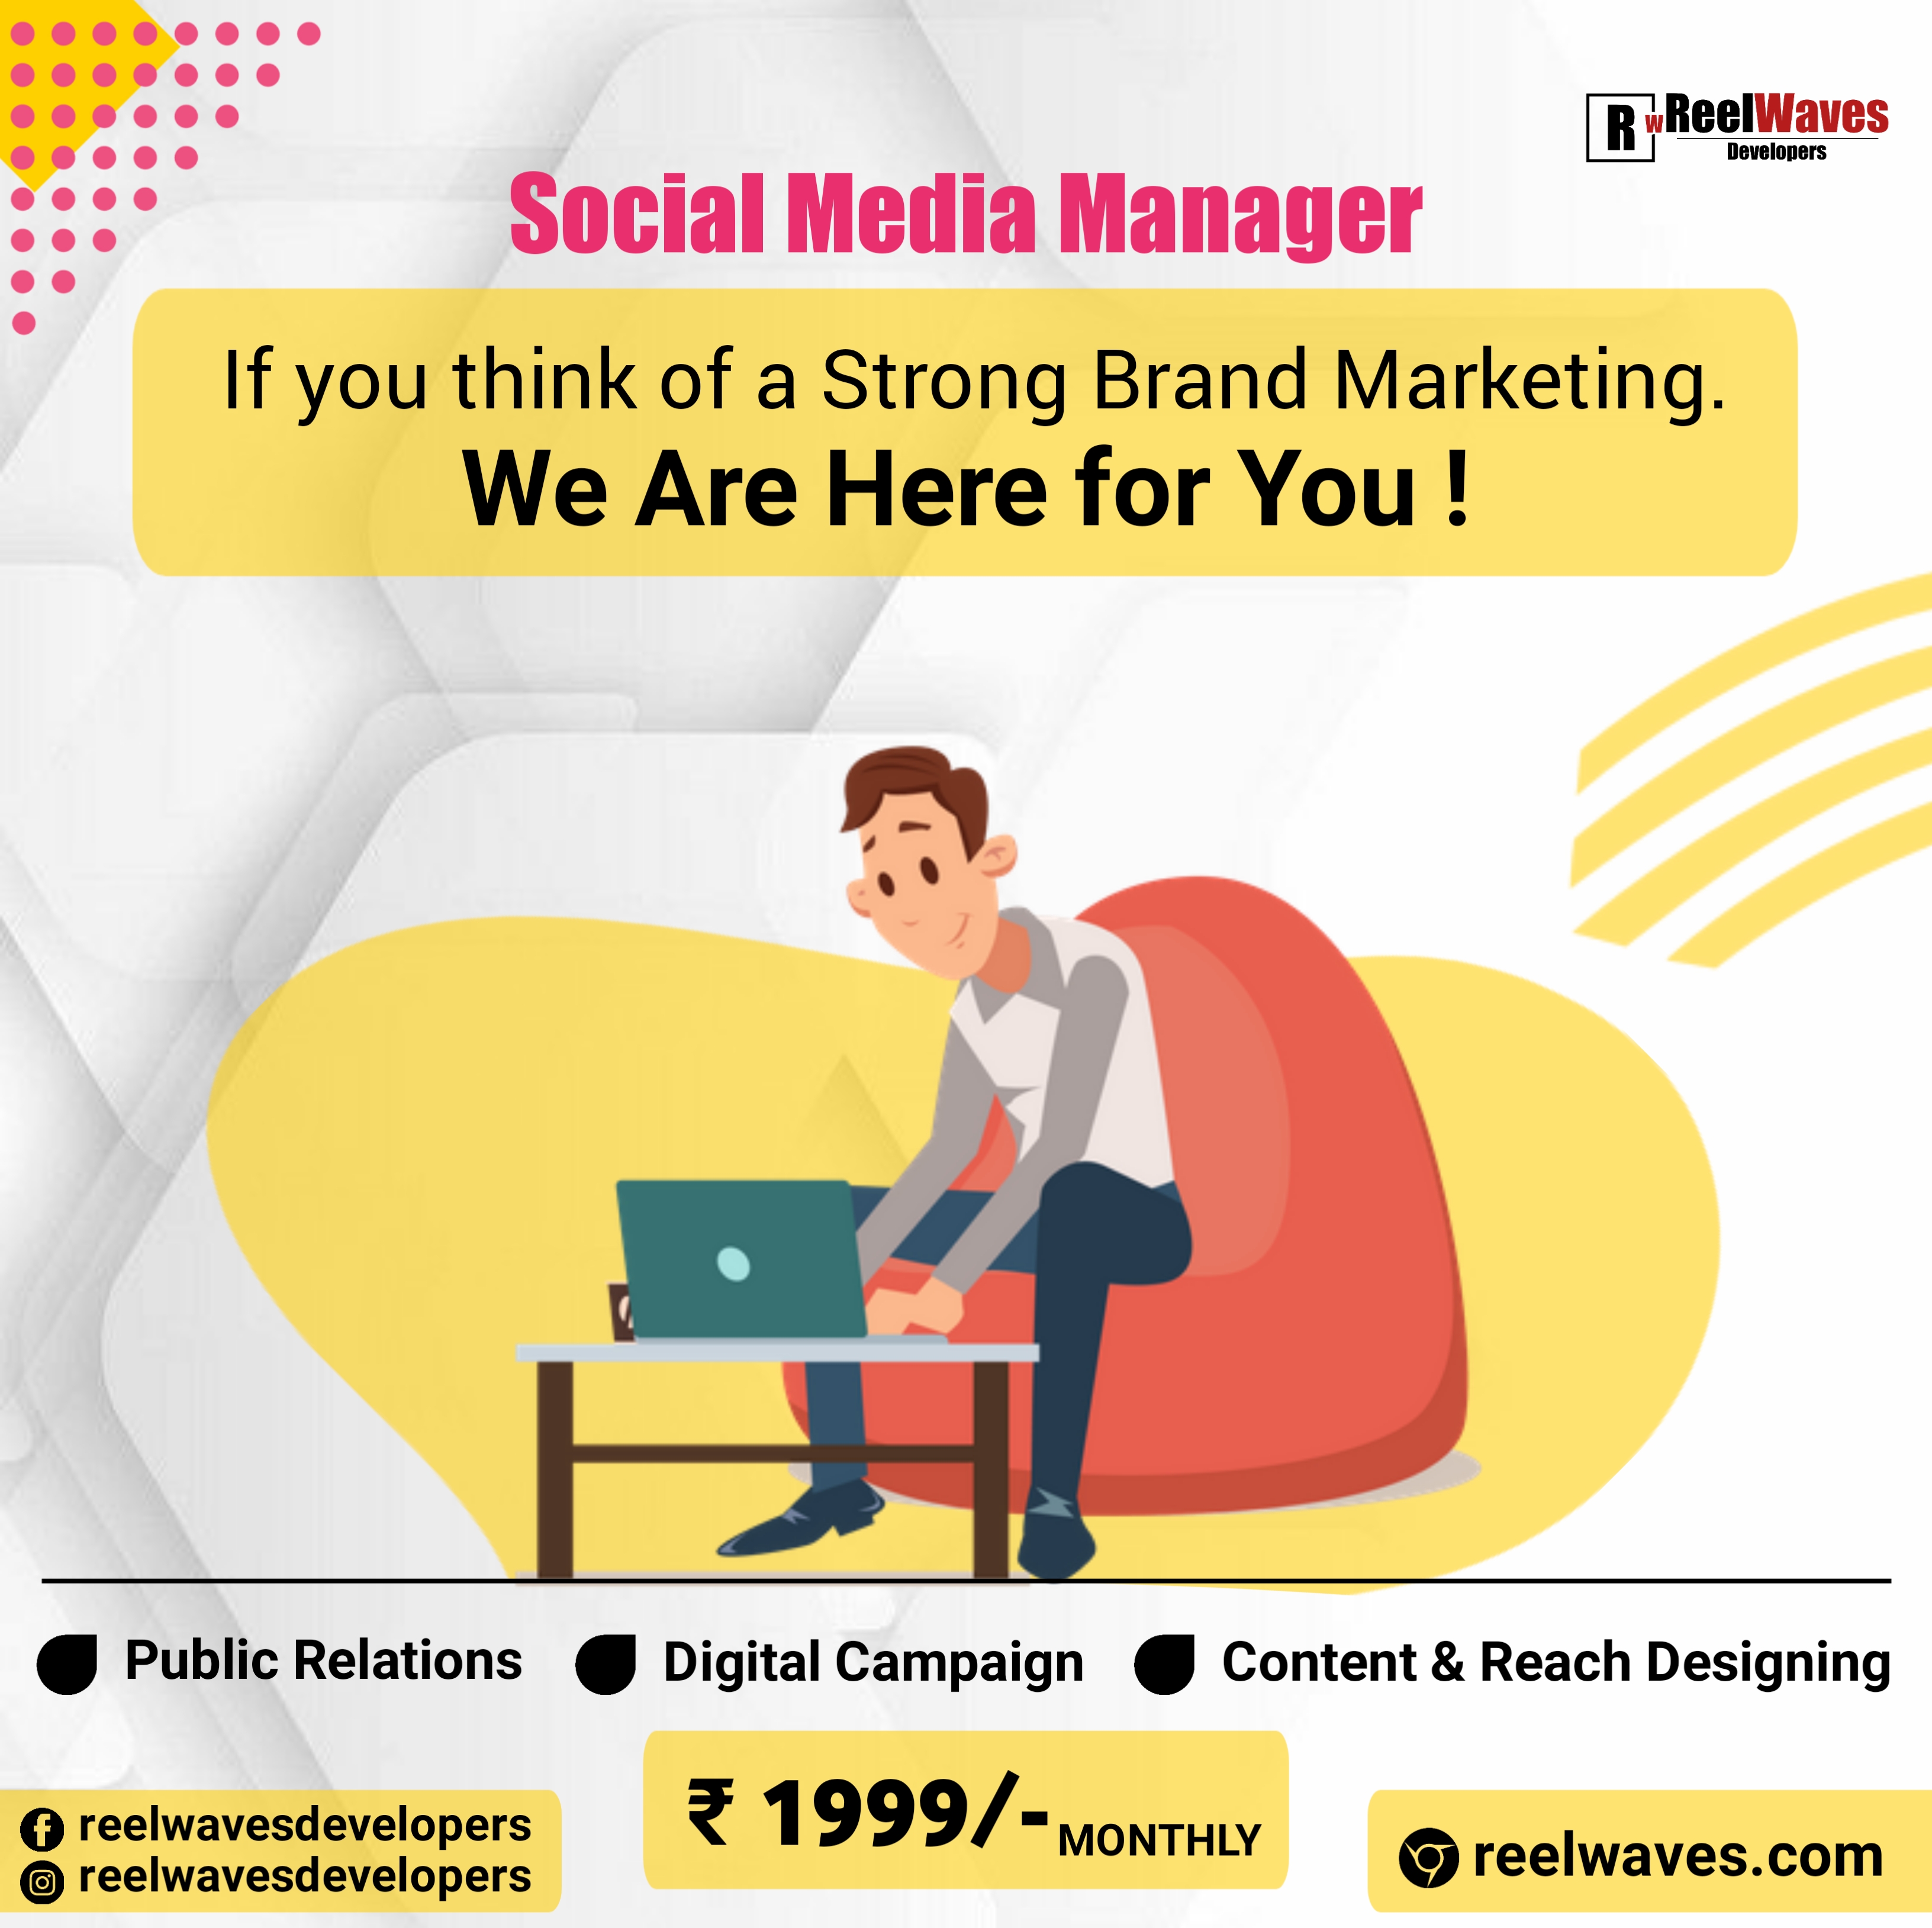 R W ReelWaves
Developers
Social Media Manager
If you think of a Strong Brand Marketing.
We Are Here for You !
Public Relations Digital Campaign Content & Reach Designing
₹ 1999/- MONTHLY
reelwavesdevelopers
reelwavesdevelopers
reelwaves.com